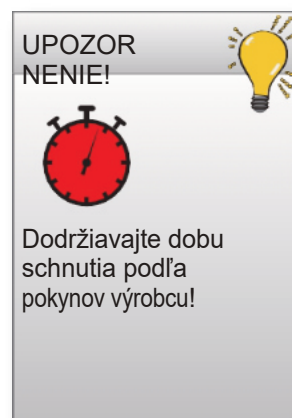 UPOZOR
NENIE!
Dodržiavajte dobu
schnutia podľa
pokynov výrobcu!